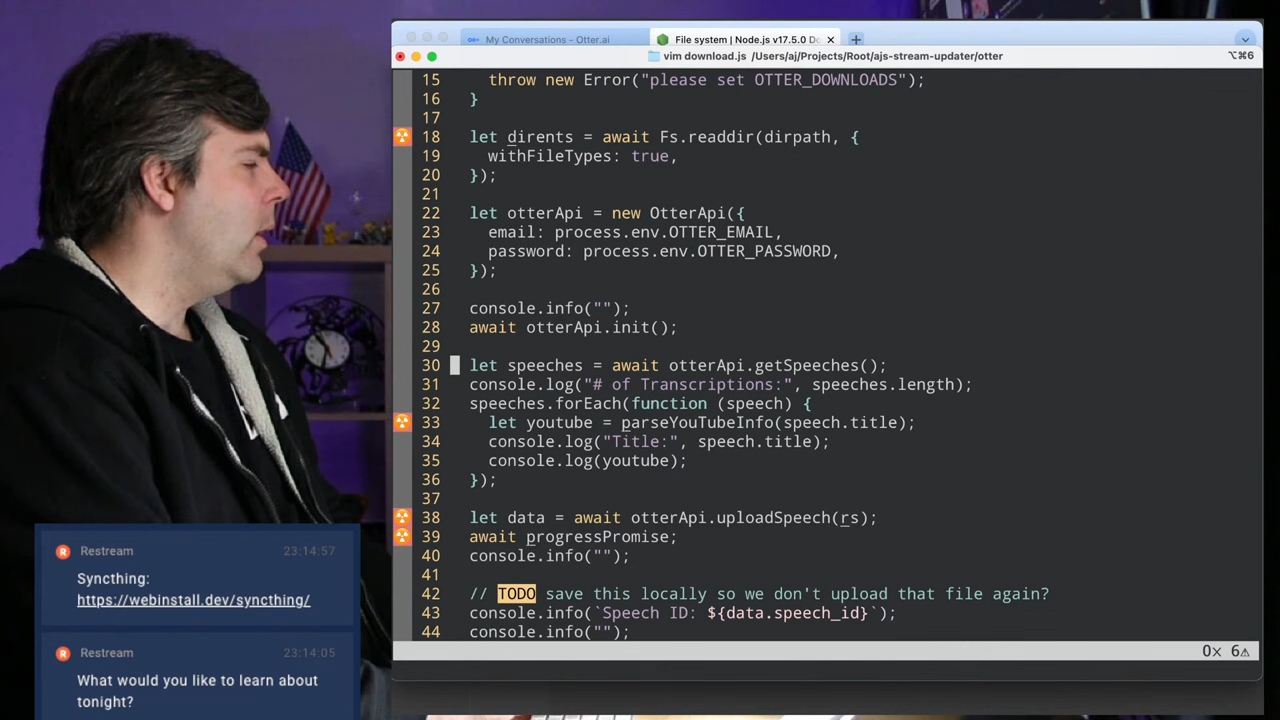 My Conversations - Otter.ai
File system | Node.js v17.5.0 Do
vim download.js /Users/aj/Projects/Root/ajs-stream-updater/otter
⌥⌘6
15 throw new Error("please set OTTER_DOWNLOADS");
16 }
17
18 let dirents = await Fs.readdir(dirpath, {
19 withFileTypes: true,
20 });
21
22 let otterApi = new OtterApi({
23 email: process.env.OTTER_EMAIL,
24 password: process.env.OTTER_PASSWORD,
25 });
26
27 console.info("");
28 await otterApi.init();
29
30 let speeches = await otterApi.getSpeeches();
31 console.log("# of Transcriptions:", speeches.length);
32 speeches.forEach(function (speech) {
33 let youtube = parseYouTubeInfo(speech.title);
34 console.log("Title:", speech.title);
35 console.log(youtube);
36 });
37
38 let data = await otterApi.uploadSpeech(rs);
39 await progressPromise;
40 console.info("");
41
42 // TODO save this locally so we don't upload that file again?
43 console.info(`Speech ID: ${data.speech_id}`);
44 console.info("");
0× 6⚠
R Restream 23:14:57
Syncthing:
https://webinstall.dev/syncthing/
R Restream 23:14:05
What would you like to learn about
tonight?